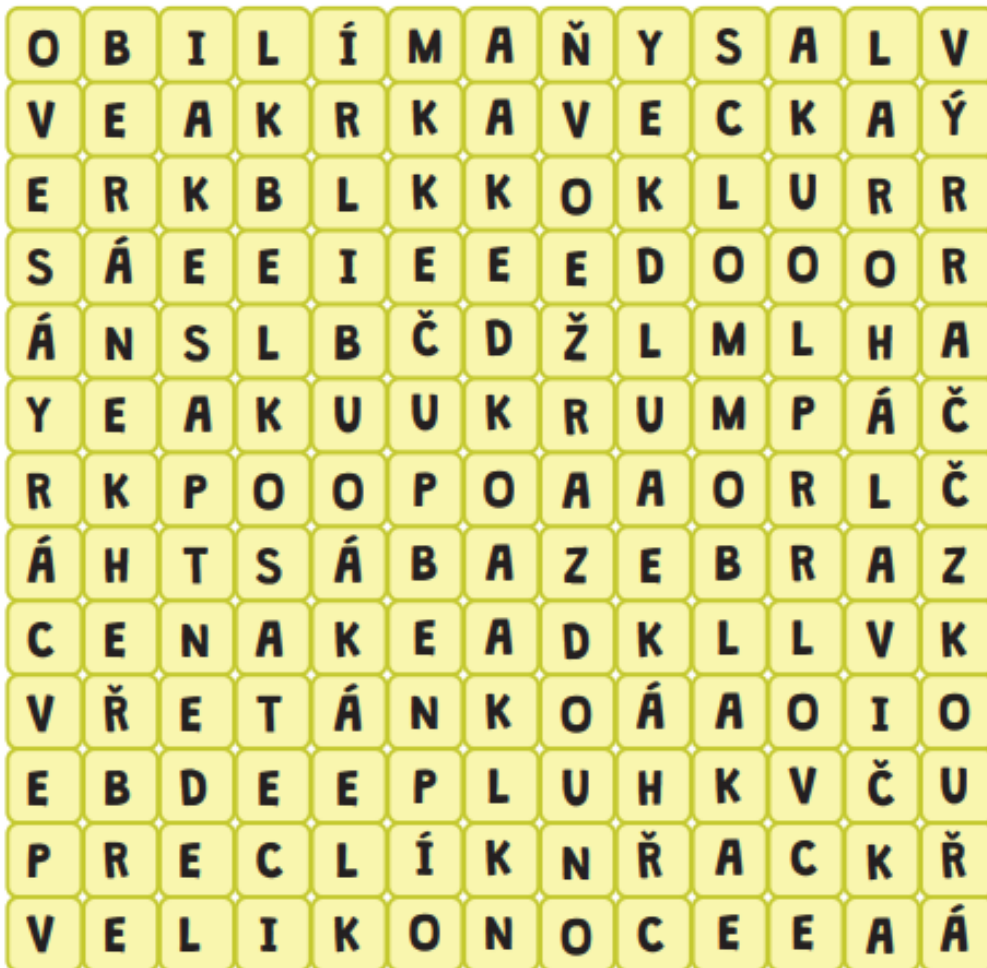 O B I L Í M A Ň Y S A L V
V E A K R K A V E C K A Ý
E R K B L K K O K L U R R
S Á E E I E E E D O O O R
Á N S L B Č D Ž L M L H A
Y E A K U U K R U M P Á Č
R K P O O P O A A O R L Č
Á H T S Á B A Z E B R A Z
C E N A K E A D K L L V K
V Ř E T Á N K O Á A O I O
E B D E E P L U H K V Č U
P R E C L Í K N Ř A C K Ř
V E L I K O N O C E E A Á